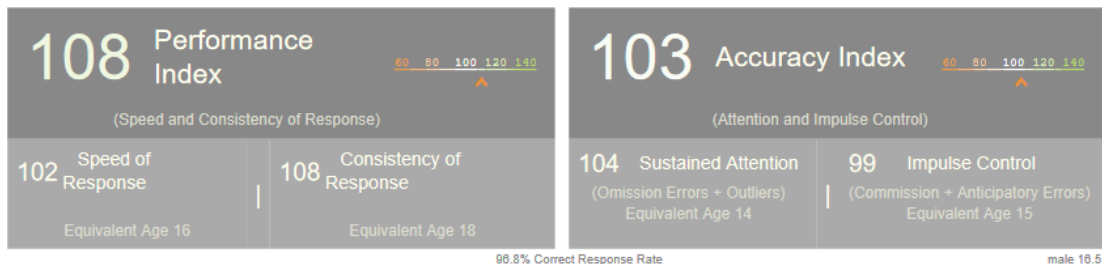 108 Performance Index
60 80 100 120 140
(Speed and Consistency of Response)
102 Speed of Response
Equivalent Age 16
|
108 Consistency of Response
Equivalent Age 18
103 Accuracy Index
60 80 100 120 140
(Attention and Impulse Control)
104 Sustained Attention
(Omission Errors + Outliers)
Equivalent Age 14
|
99 Impulse Control
(Commission + Anticipatory Errors)
Equivalent Age 15
96.8% Correct Response Rate
male 16.5